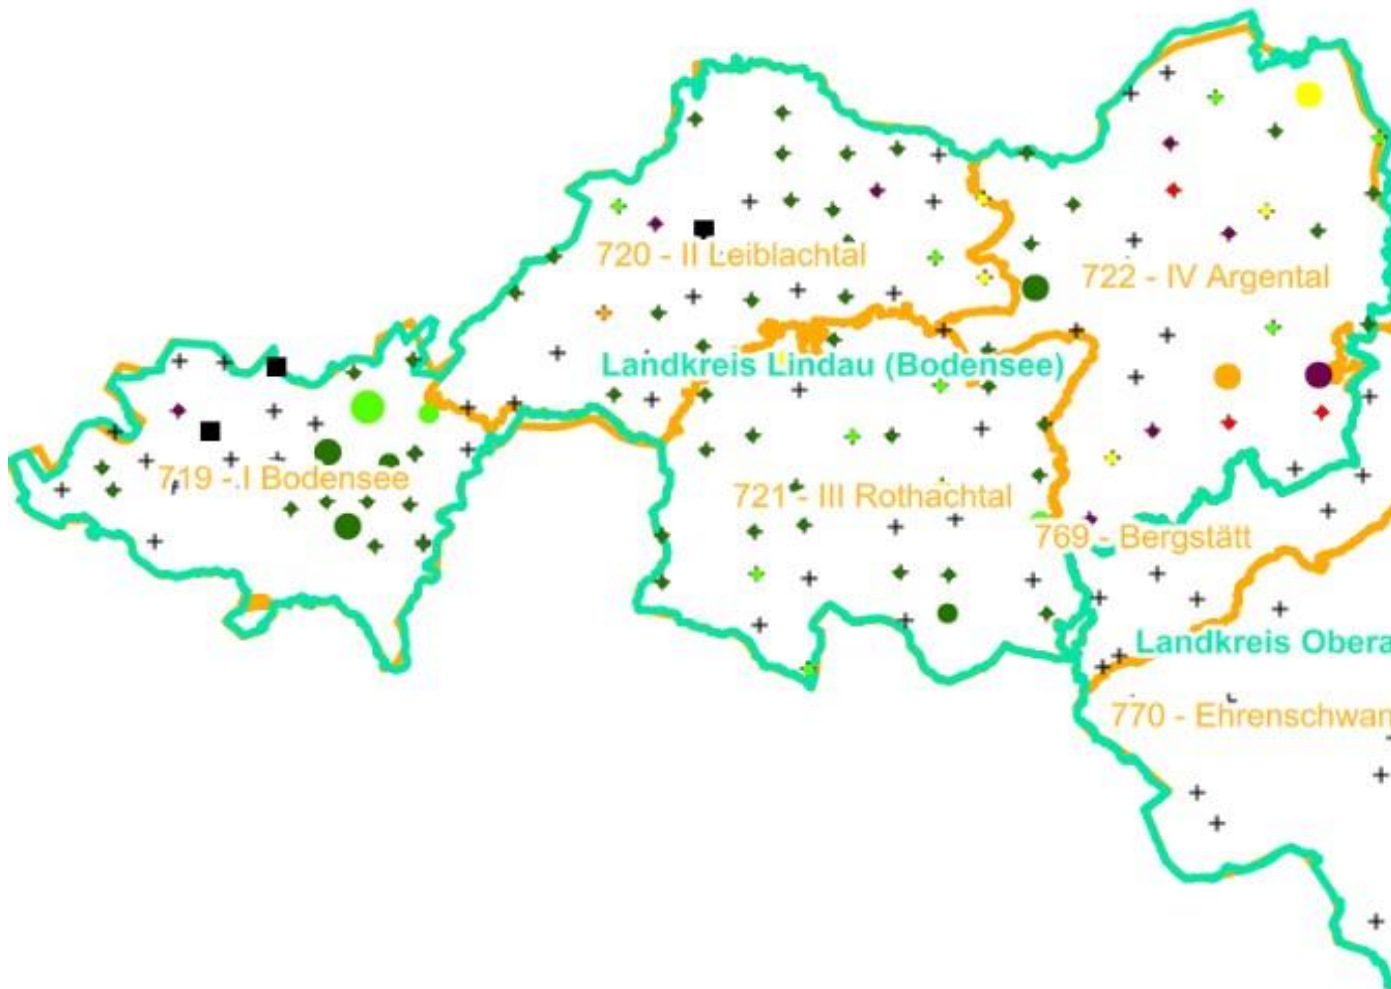 720 - II Leiblachtal
722 - IV Argental
Landkreis Lindau (Bodensee)
719 - I Bodensee
721 - III Rothachtal
769 - Bergstätt
Landkreis Obera
770 - Ehrenschwan